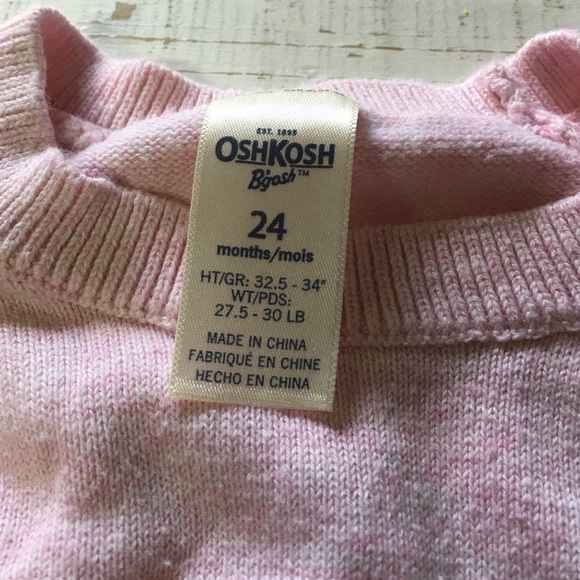 EST. 1895
OSHKOSH
B'gosh™
24
months/mois
HT/GR: 32.5 - 34"
WT/PDS:
27.5 - 30 LB
MADE IN CHINA
FABRIQUÉ EN CHINE
HECHO EN CHINA